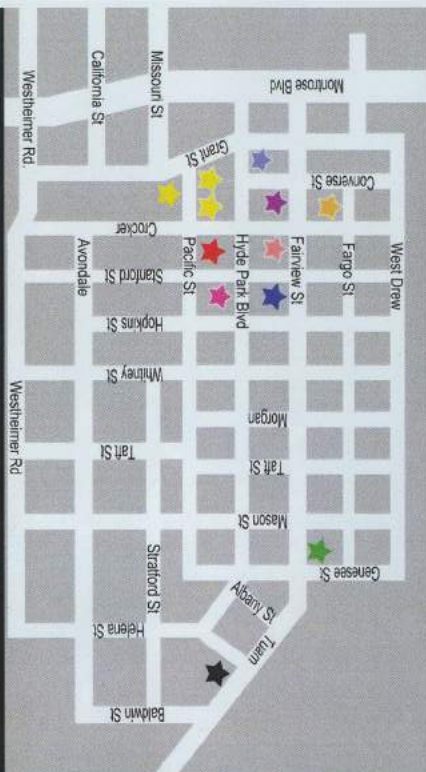 Westheimer Rd.
California St
Missouri St
Montrose Blvd
Grant St
Converse St
Crocker
Avondale
Pacific St
Hyde Park Blvd
Fairview St
Fargo St
West Drew
Stanford St
Hopkins St
Whitney St
Westheimer Rd
Morgan
Taft St
Taft St
Mason St
Stratford St
Genesee St
Albany St
Helena St
Tuam
Baldwin St